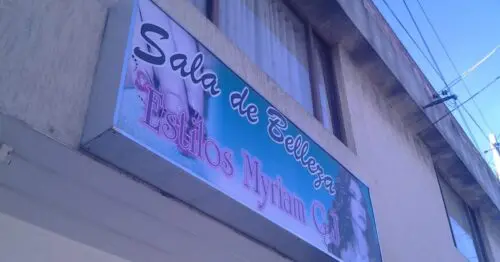 Sala de Belleza
Estilos Myriam